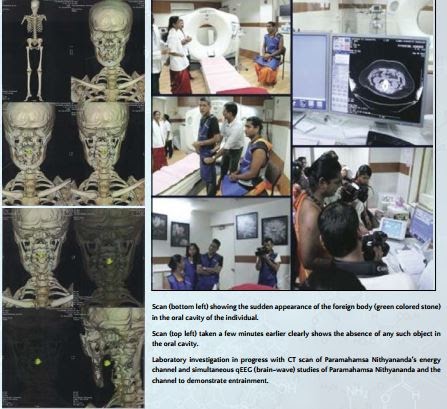 Scan (bottom left) showing the sudden appearance of the foreign body (green colored stone)
in the oral cavity of the individual.
Scan (top left) taken a few minutes earlier clearly shows the absence of any such object in
the oral cavity.
Laboratory investigation in progress with CT scan of Paramahamsa Nithyananda's energy
channel and simultaneous qEEG (brain-wave) studies of Paramahamsa Nithyananda and the
channel to demonstrate entrainment.